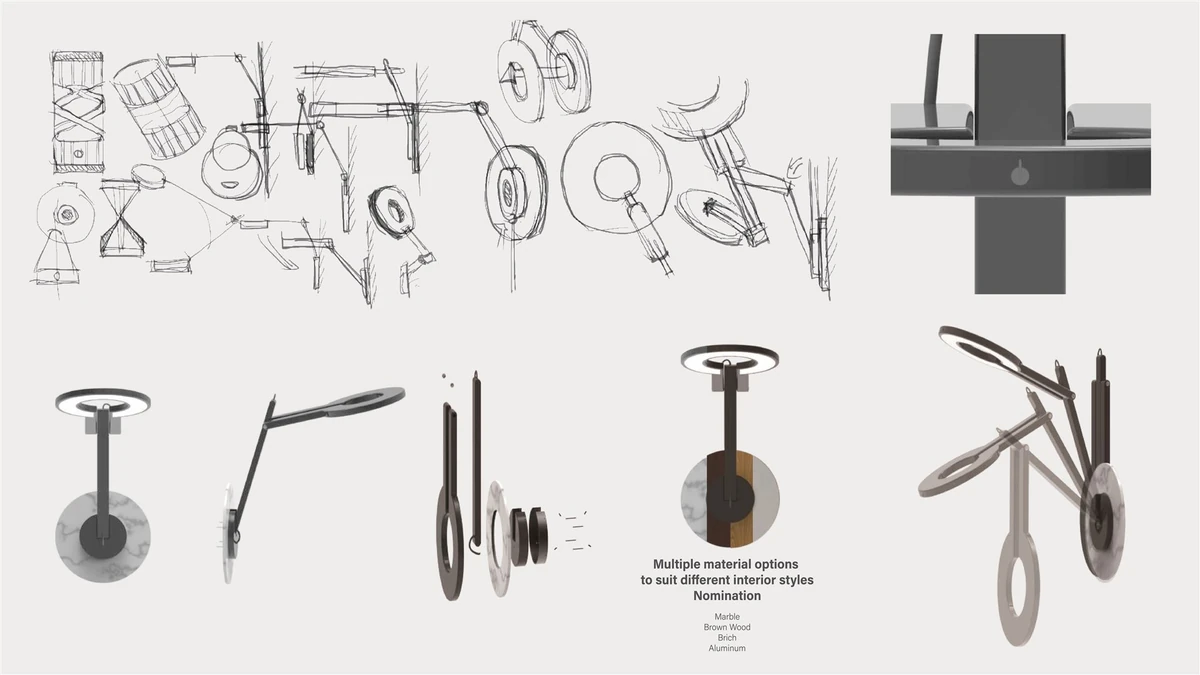 Multiple material options
to suit different interior styles
Nomination
Marble
Brown Wood
Brich
Aluminum